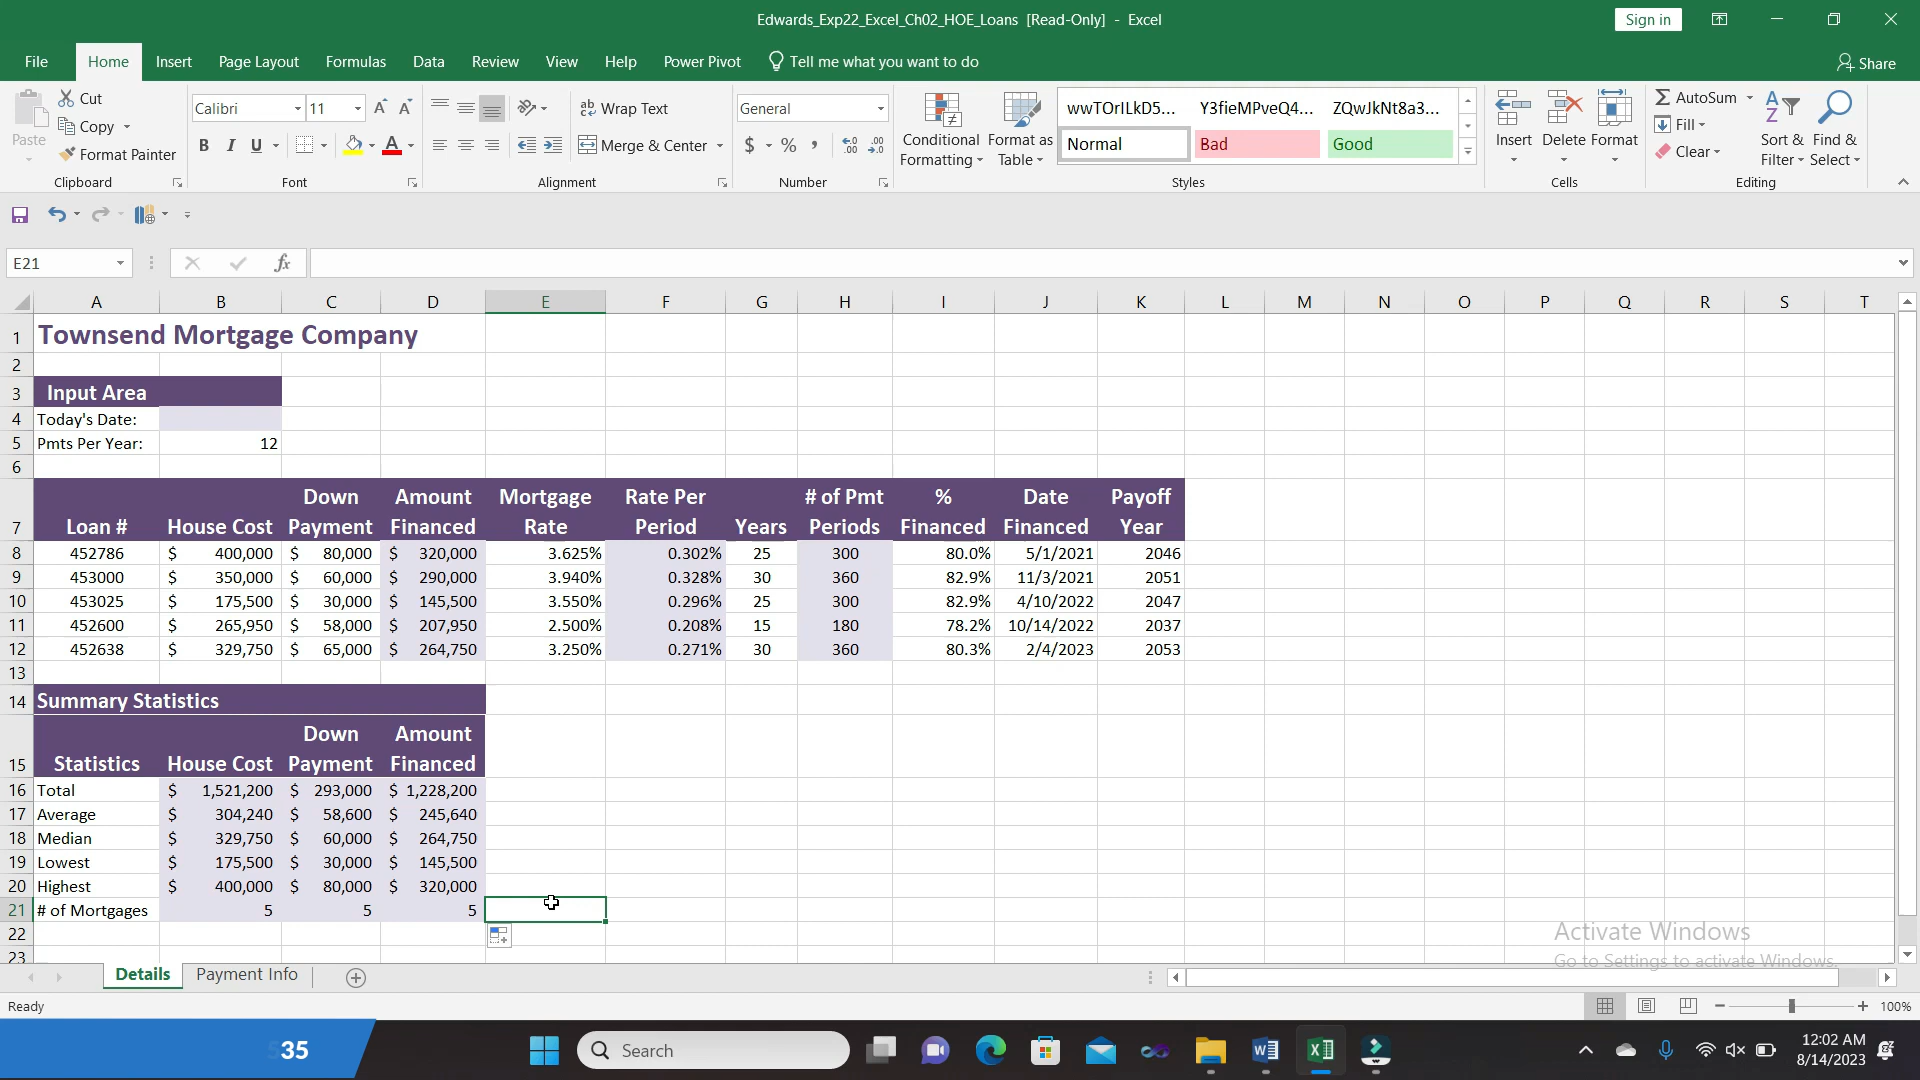 Edwards_Exp22_Excel_Ch02_HOE_Loans [Read-Only] - Excel
Sign in
File Home Insert Page Layout Formulas Data Review View Help Power Pivot Tell me what you want to do
Share
Paste
Cut
Copy
Format Painter
Clipboard
Calibri 11
B I U
Font
Wrap Text
Merge & Center
Alignment
General
$ % ,
Number
Conditional Formatting
Format as Table
wwTOrILkD5... Y3fieMPveQ4... ZQwJkNt8a3...
Normal Bad Good
Styles
Insert Delete Format
Cells
AutoSum
Fill
Clear
Sort & Filter
Find & Select
Editing
E21
fx
A B C D E F G H I J K L M N O P Q R S T
1 Townsend Mortgage Company
2
3 Input Area
4 Today's Date:
5 Pmts Per Year: 12
6
7 Loan # House Cost Down Payment Amount Financed Mortgage Rate Rate Per Period Years # of Pmt Periods % Financed Date Financed Payoff Year
8 452786 $ 400,000 $ 80,000 $ 320,000 3.625% 0.302% 25 300 80.0% 5/1/2021 2046
9 453000 $ 350,000 $ 60,000 $ 290,000 3.940% 0.328% 30 360 82.9% 11/3/2021 2051
10 453025 $ 175,500 $ 30,000 $ 145,500 3.550% 0.296% 25 300 82.9% 4/10/2022 2047
11 452600 $ 265,950 $ 58,000 $ 207,950 2.500% 0.208% 15 180 78.2% 10/14/2022 2037
12 452638 $ 329,750 $ 65,000 $ 264,750 3.250% 0.271% 30 360 80.3% 2/4/2023 2053
13
14 Summary Statistics
15 Statistics House Cost Down Payment Amount Financed
16 Total $ 1,521,200 $ 293,000 $ 1,228,200
17 Average $ 304,240 $ 58,600 $ 245,640
18 Median $ 329,750 $ 60,000 $ 264,750
19 Lowest $ 175,500 $ 30,000 $ 145,500
20 Highest $ 400,000 $ 80,000 $ 320,000
21 # of Mortgages 5 5 5
22
23
Activate Windows
Go to Settings to activate Windows.
Details Payment Info
Ready
100%
35
Search
12:02 AM
8/14/2023